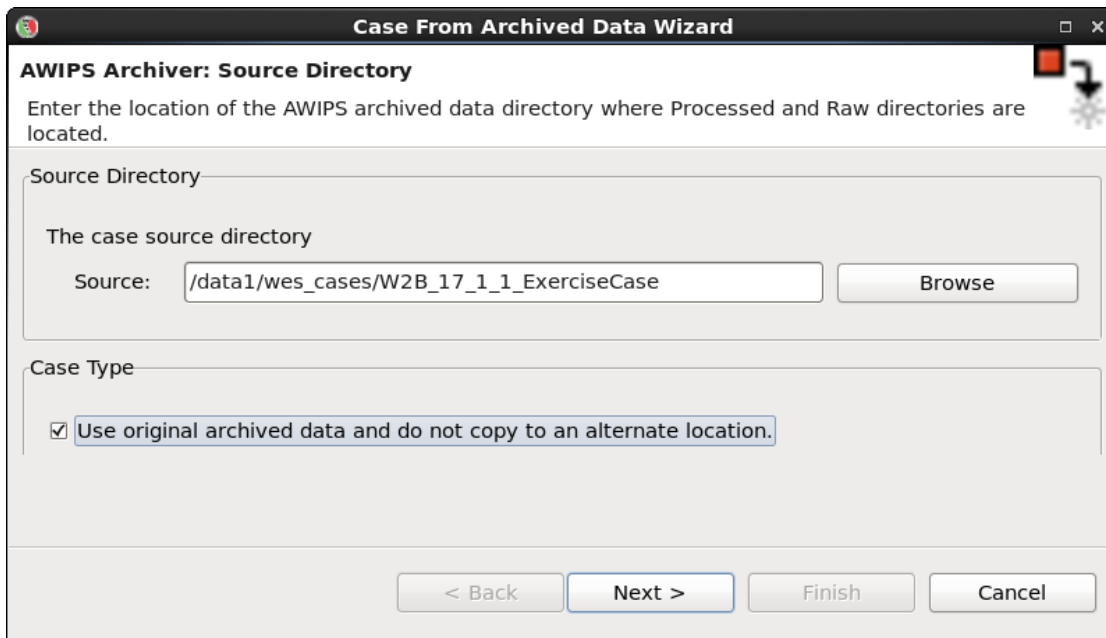 Case From Archived Data Wizard
AWIPS Archiver: Source Directory
Enter the location of the AWIPS archived data directory where Processed and Raw directories are
located.
Source Directory
The case source directory
Source: /data1/wes_cases/W2B_17_1_1_ExerciseCase Browse
Case Type
Use original archived data and do not copy to an alternate location.
< Back Next > Finish Cancel